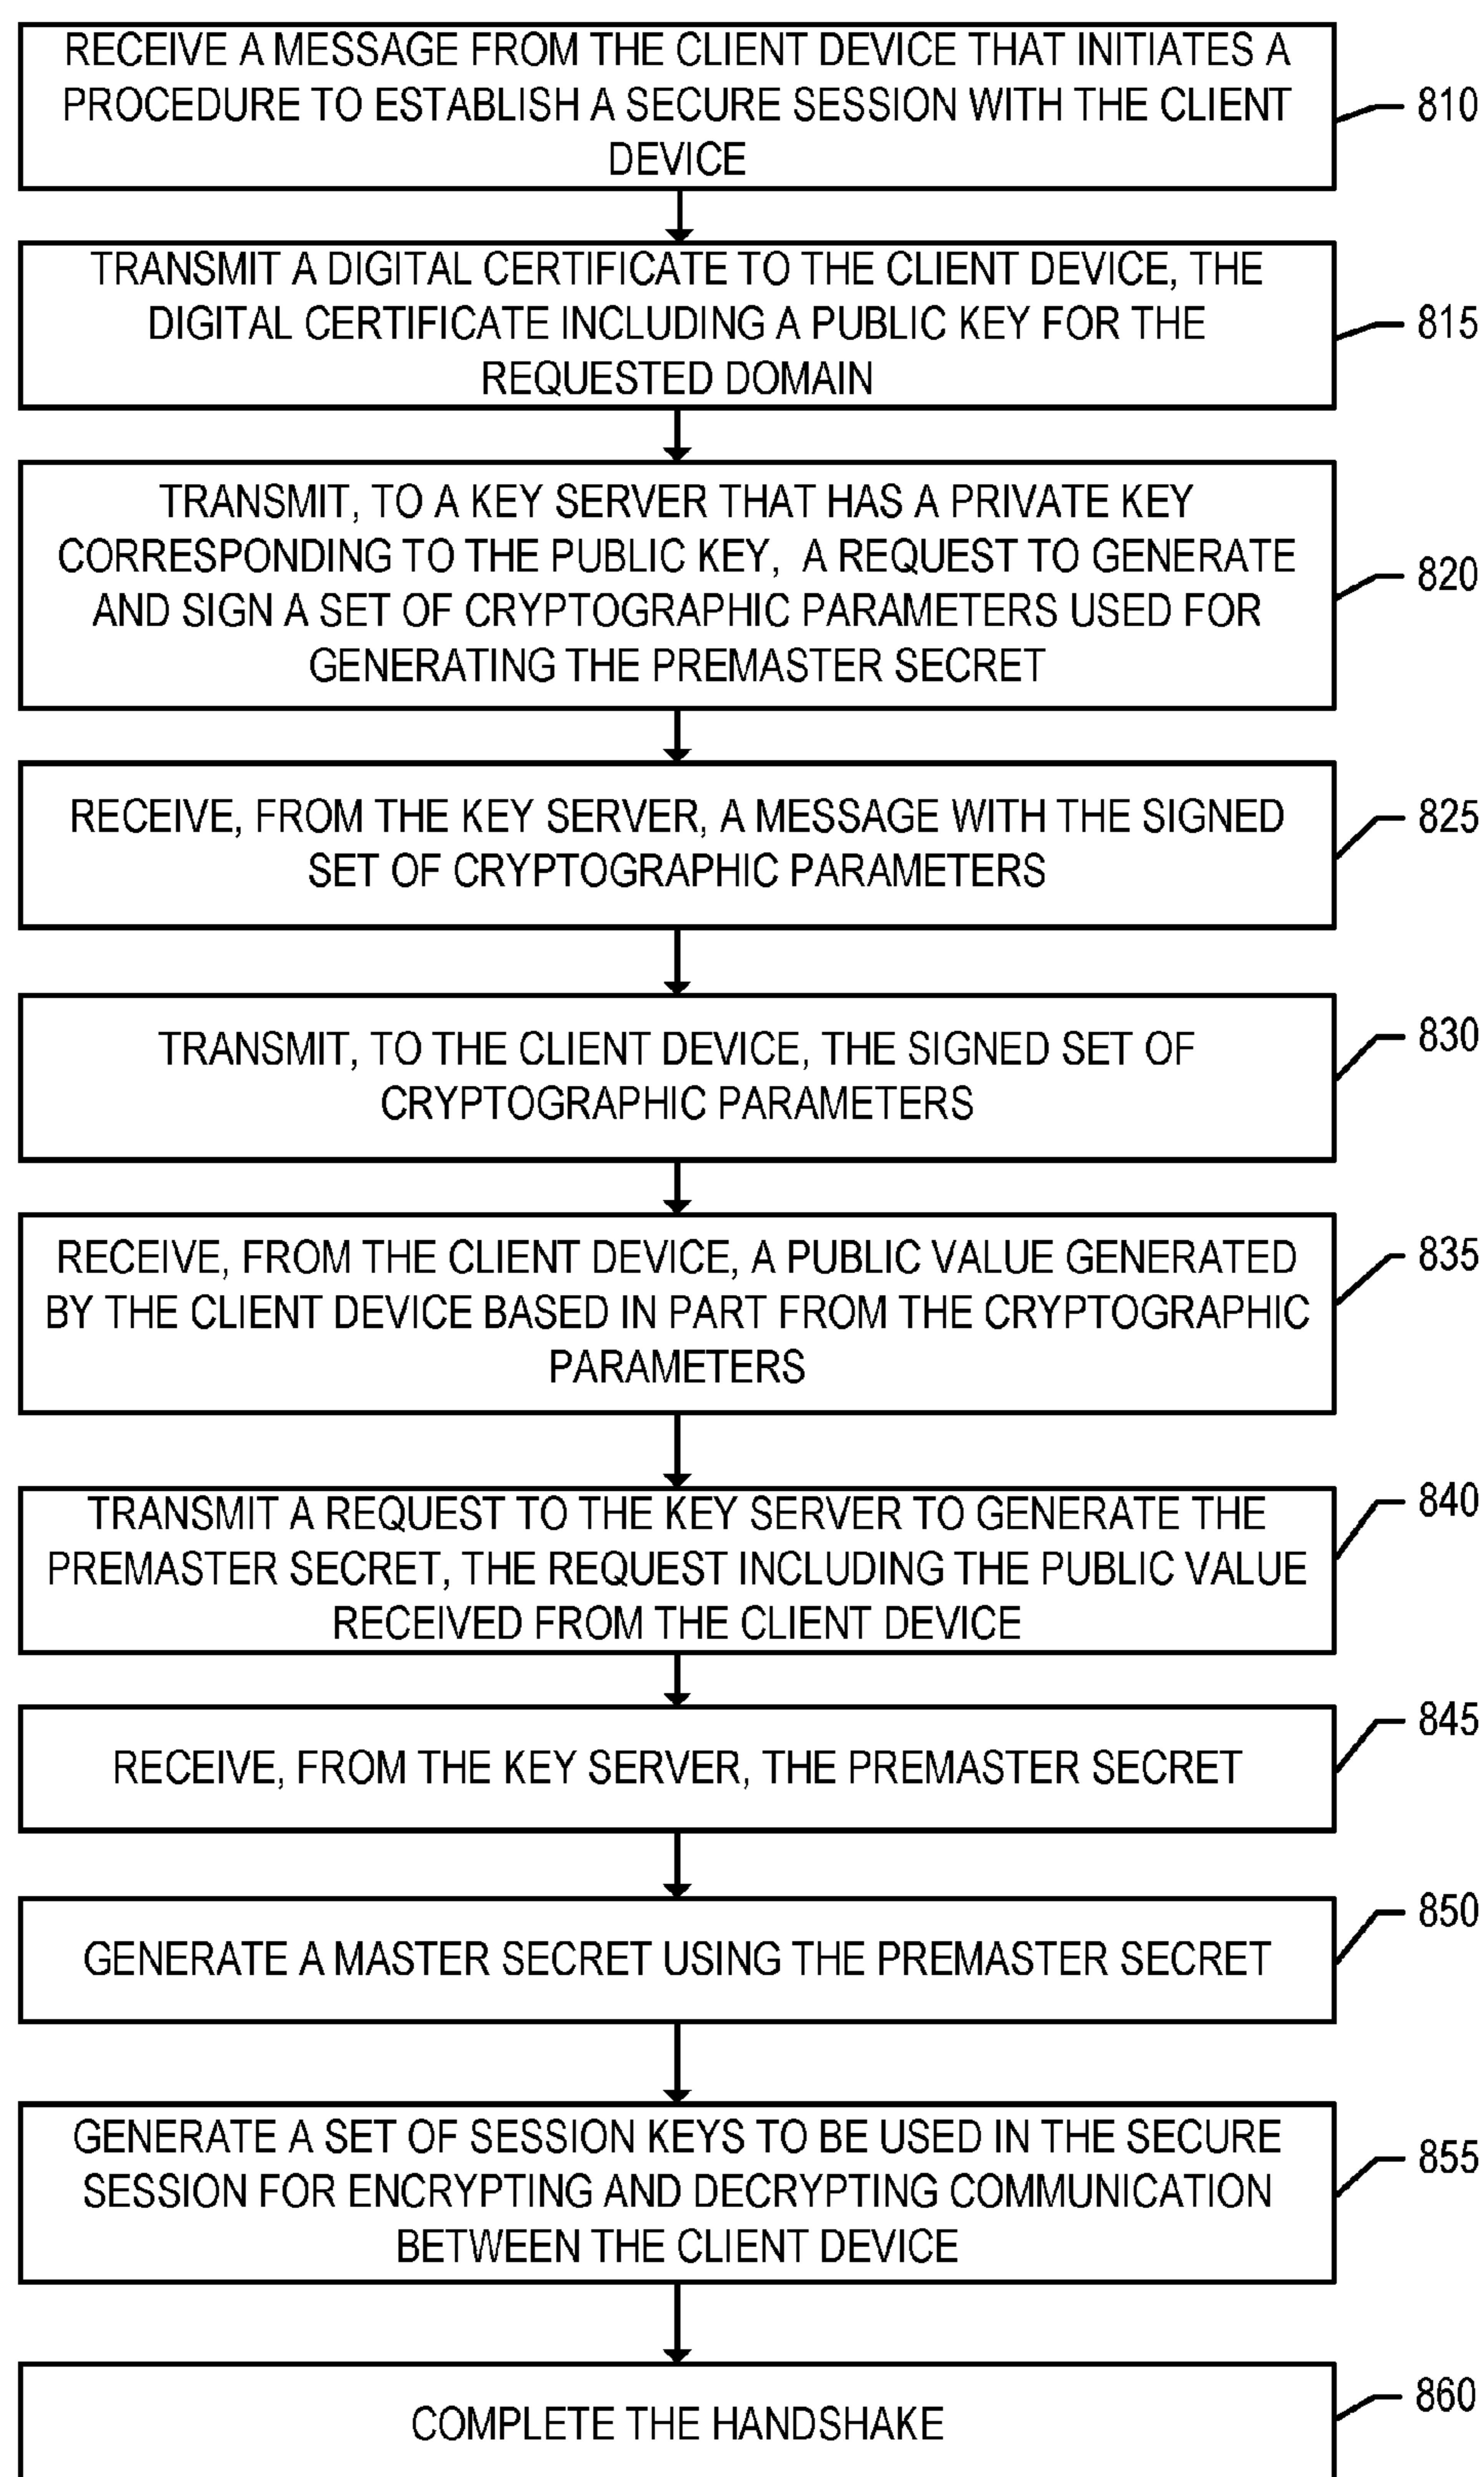 RECEIVE A MESSAGE FROM THE CLIENT DEVICE THAT INITIATES A
PROCEDURE TO ESTABLISH A SECURE SESSION WITH THE CLIENT
DEVICE
810
TRANSMIT A DIGITAL CERTIFICATE TO THE CLIENT DEVICE, THE
DIGITAL CERTIFICATE INCLUDING A PUBLIC KEY FOR THE
REQUESTED DOMAIN
815
TRANSMIT, TO A KEY SERVER THAT HAS A PRIVATE KEY
CORRESPONDING TO THE PUBLIC KEY, A REQUEST TO GENERATE
AND SIGN A SET OF CRYPTOGRAPHIC PARAMETERS USED FOR
GENERATING THE PREMASTER SECRET
820
RECEIVE, FROM THE KEY SERVER, A MESSAGE WITH THE SIGNED
SET OF CRYPTOGRAPHIC PARAMETERS
825
TRANSMIT, TO THE CLIENT DEVICE, THE SIGNED SET OF
CRYPTOGRAPHIC PARAMETERS
830
RECEIVE, FROM THE CLIENT DEVICE, A PUBLIC VALUE GENERATED
BY THE CLIENT DEVICE BASED IN PART FROM THE CRYPTOGRAPHIC
PARAMETERS
835
TRANSMIT A REQUEST TO THE KEY SERVER TO GENERATE THE
PREMASTER SECRET, THE REQUEST INCLUDING THE PUBLIC VALUE
RECEIVED FROM THE CLIENT DEVICE
840
RECEIVE, FROM THE KEY SERVER, THE PREMASTER SECRET
845
GENERATE A MASTER SECRET USING THE PREMASTER SECRET
850
GENERATE A SET OF SESSION KEYS TO BE USED IN THE SECURE
SESSION FOR ENCRYPTING AND DECRYPTING COMMUNICATION
BETWEEN THE CLIENT DEVICE
855
COMPLETE THE HANDSHAKE
860